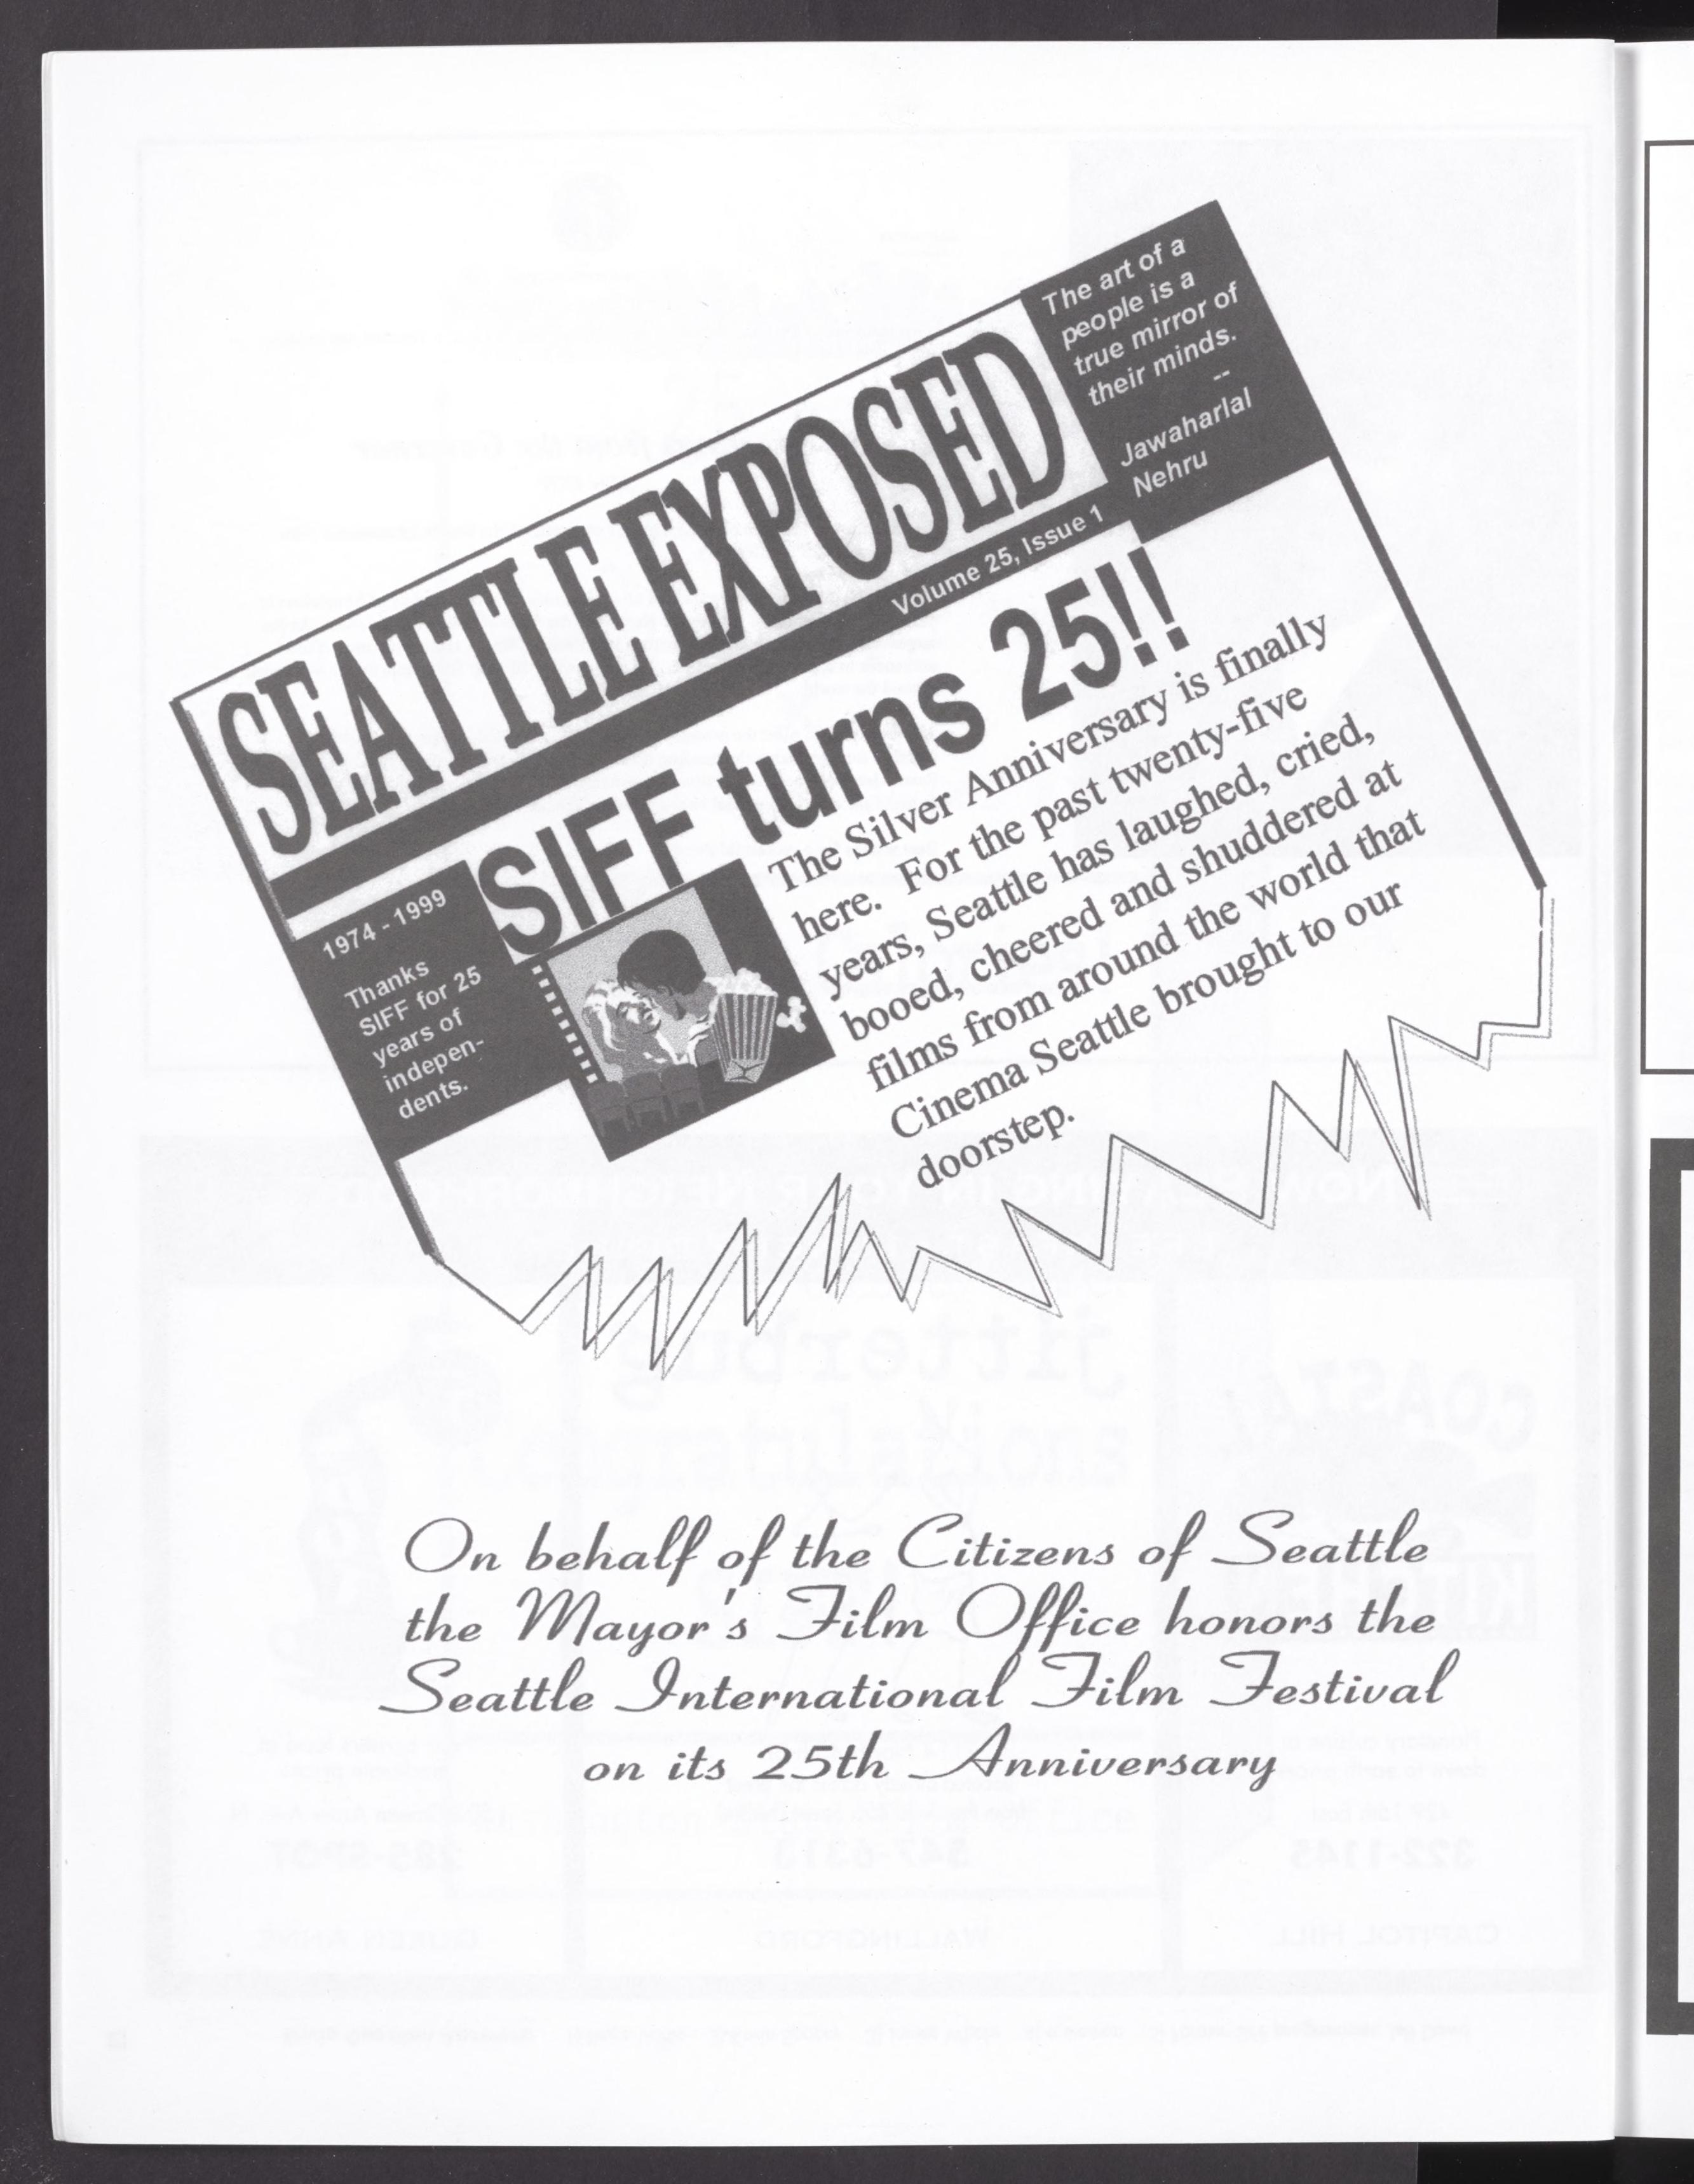 SEATTLE EXPOSED
The art of a
people is a
true mirror of
their minds.
--
Jawaharlal
Nehru
Volume 25, Issue 1
SIFF turns 25!!
1974 - 1999
Thanks
SIFF for 25
years of
indepen-
dents.
The Silver Anniversary is finally
here. For the past twenty-five
years, Seattle has laughed, cried,
booed, cheered and shuddered at
films from around the world that
Cinema Seattle brought to our
doorstep.
On behalf of the Citizens of Seattle
the Mayor's Film Office honors the
Seattle International Film Festival
on its 25th Anniversary